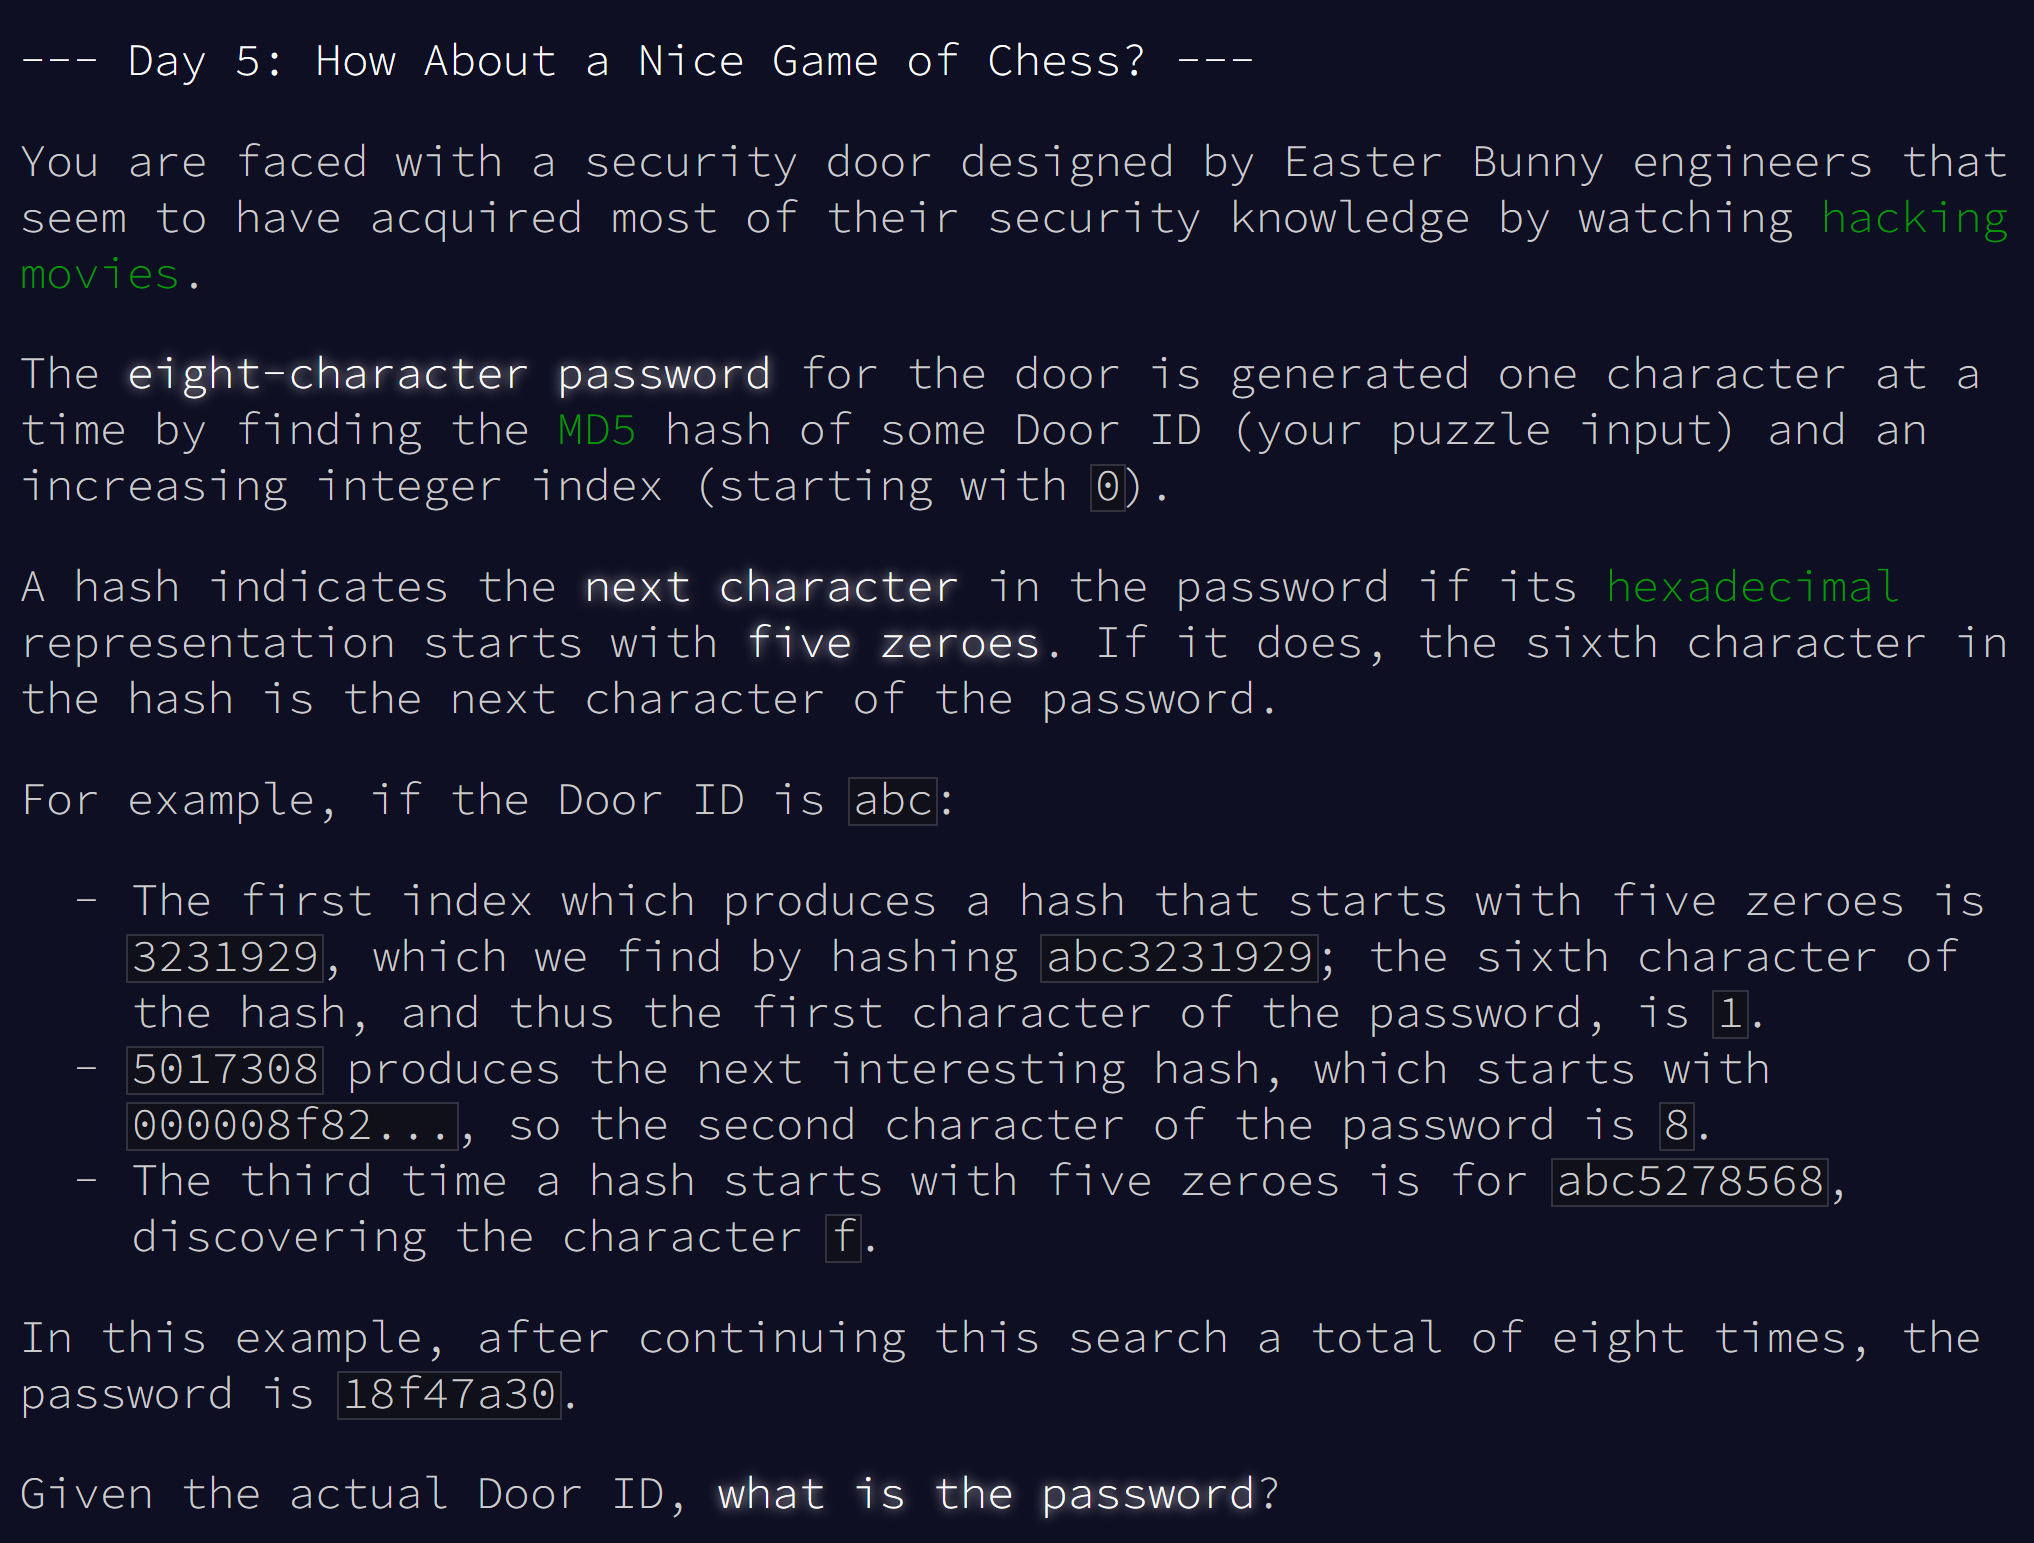 --- Day 5: How About a Nice Game of Chess? ---
You are faced with a security door designed by Easter Bunny engineers that
seem to have acquired most of their security knowledge by watching hacking
movies.
The eight-character password for the door is generated one character at a
time by finding the MD5 hash of some Door ID (your puzzle input) and an
increasing integer index (starting with 0).
A hash indicates the next character in the password if its hexadecimal
representation starts with five zeroes. If it does, the sixth character in
the hash is the next character of the password.
For example, if the Door ID is abc:
- The first index which produces a hash that starts with five zeroes is
3231929, which we find by hashing abc3231929; the sixth character of
the hash, and thus the first character of the password, is 1.
- 5017308 produces the next interesting hash, which starts with
000008f82..., so the second character of the password is 8.
- The third time a hash starts with five zeroes is for abc5278568,
discovering the character f.
In this example, after continuing this search a total of eight times, the
password is 18f47a30.
Given the actual Door ID, what is the password?